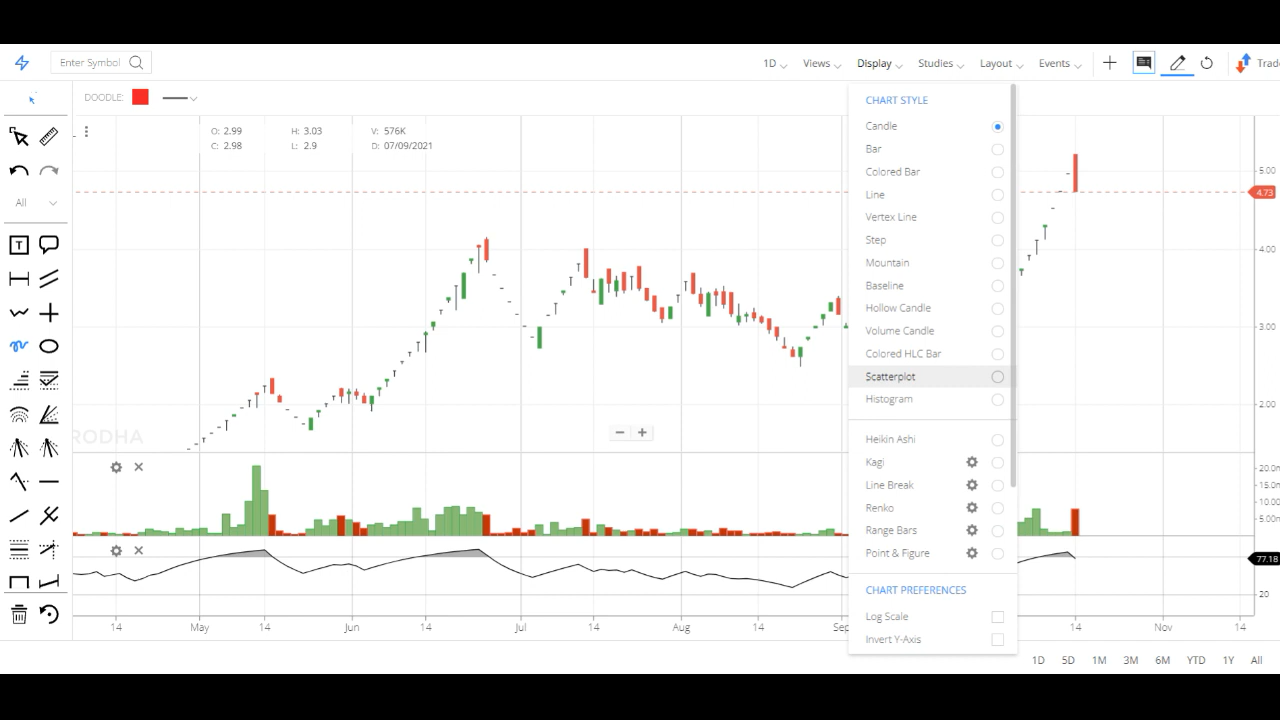 Enter Symbol
1D
Views
Display
Studies
Layout
Events
Trade
DOODLE:
O: 2.99
H: 3.03
V: 576K
C: 2.98
L: 2.9
D: 07/09/2021
All
CHART STYLE
Candle
Bar
Colored Bar
Line
Vertex Line
Step
Mountain
Baseline
Hollow Candle
Volume Candle
Colored HLC Bar
Scatterplot
Histogram
Heikin Ashi
Kagi
Line Break
Renko
Range Bars
Point & Figure
CHART PREFERENCES
Log Scale
Invert Y-Axis
5.00
4.73
4.00
3.00
2.00
RODHA
20.0m
15.0m
10.00
5.00m
77.18
20
14
May
14
Jun
14
Jul
14
Aug
14
Sep
14
Nov
14
1D
5D
1M
3M
6M
YTD
1Y
All